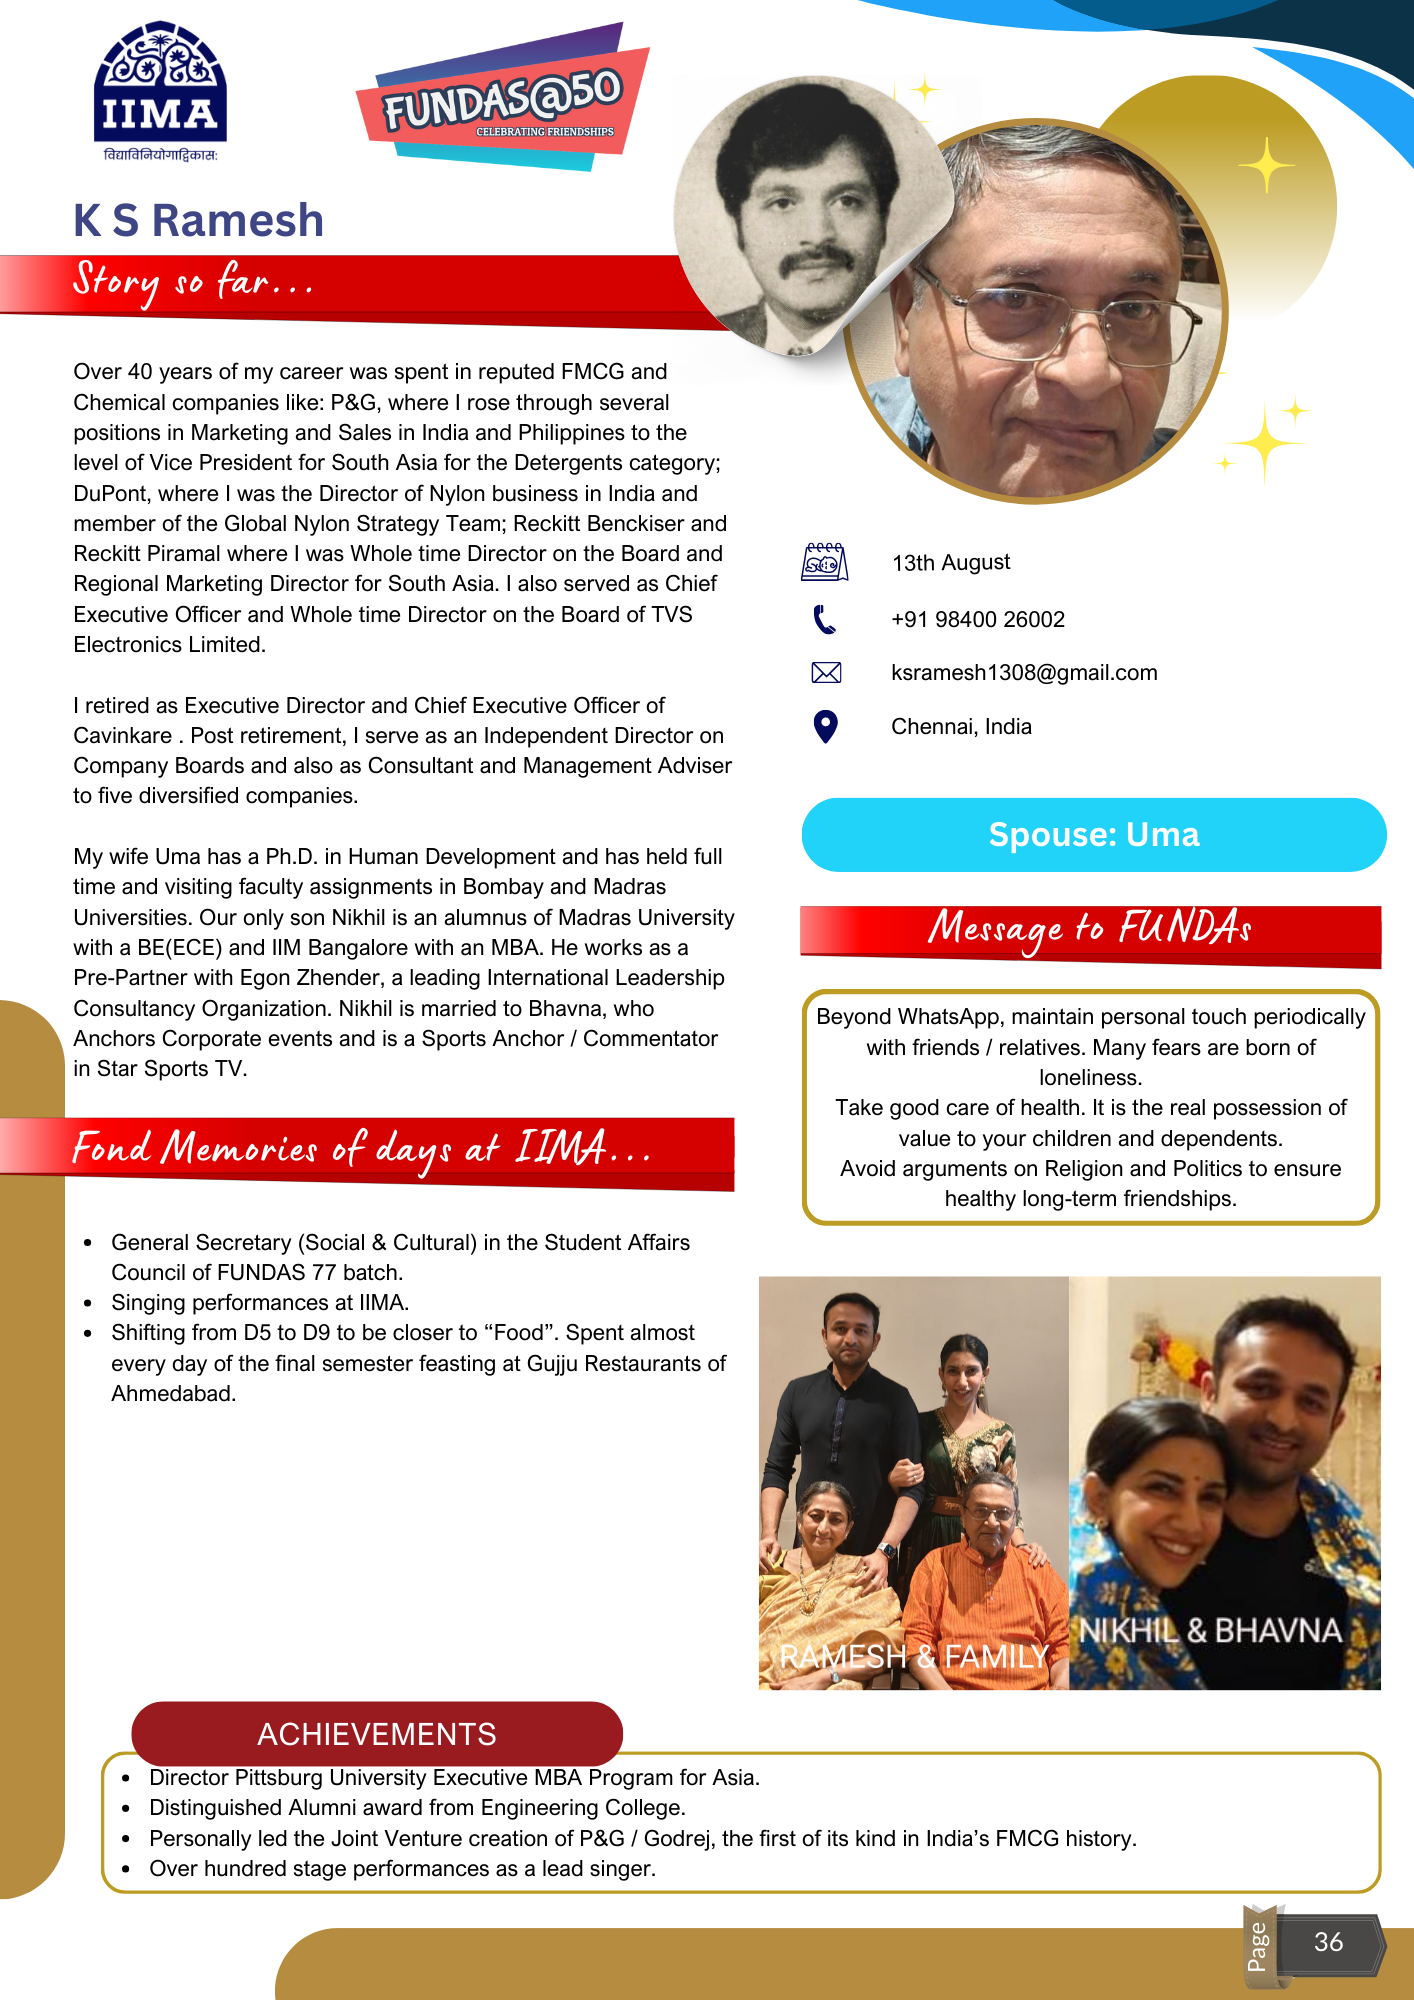 IIMA
विद्याविनियोगाद्विकास:
FUNDAS@50
CELEBRATING FRIENDSHIPS
K S Ramesh
Story so far...
Over 40 years of my career was spent in reputed FMCG and
Chemical companies like: P&G, where I rose through several
positions in Marketing and Sales in India and Philippines to the
level of Vice President for South Asia for the Detergents category;
DuPont, where I was the Director of Nylon business in India and
member of the Global Nylon Strategy Team; Reckitt Benckiser and
Reckitt Piramal where I was Whole time Director on the Board and
Regional Marketing Director for South Asia. I also served as Chief
Executive Officer and Whole time Director on the Board of TVS
Electronics Limited.
I retired as Executive Director and Chief Executive Officer of
Cavinkare . Post retirement, I serve as an Independent Director on
Company Boards and also as Consultant and Management Adviser
to five diversified companies.
My wife Uma has a Ph.D. in Human Development and has held full
time and visiting faculty assignments in Bombay and Madras
Universities. Our only son Nikhil is an alumnus of Madras University
with a BE(ECE) and IIM Bangalore with an MBA. He works as a
Pre-Partner with Egon Zhender, a leading International Leadership
Consultancy Organization. Nikhil is married to Bhavna, who
Anchors Corporate events and is a Sports Anchor / Commentator
in Star Sports TV.
Fond Memories of days at IIMA...
• General Secretary (Social & Cultural) in the Student Affairs
Council of FUNDAS 77 batch.
• Singing performances at IIMA.
• Shifting from D5 to D9 to be closer to “Food”. Spent almost
every day of the final semester feasting at Gujju Restaurants of
Ahmedabad.
13th August
+91 98400 26002
ksramesh1308@gmail.com
Chennai, India
Spouse: Uma
Message to FUNDAs
Beyond WhatsApp, maintain personal touch periodically
with friends / relatives. Many fears are born of
loneliness.
Take good care of health. It is the real possession of
value to your children and dependents.
Avoid arguments on Religion and Politics to ensure
healthy long-term friendships.
RAMESH & FAMILY
NIKHIL & BHAVNA
ACHIEVEMENTS
• Director Pittsburg University Executive MBA Program for Asia.
• Distinguished Alumni award from Engineering College.
• Personally led the Joint Venture creation of P&G / Godrej, the first of its kind in India’s FMCG history.
• Over hundred stage performances as a lead singer.
Page
36